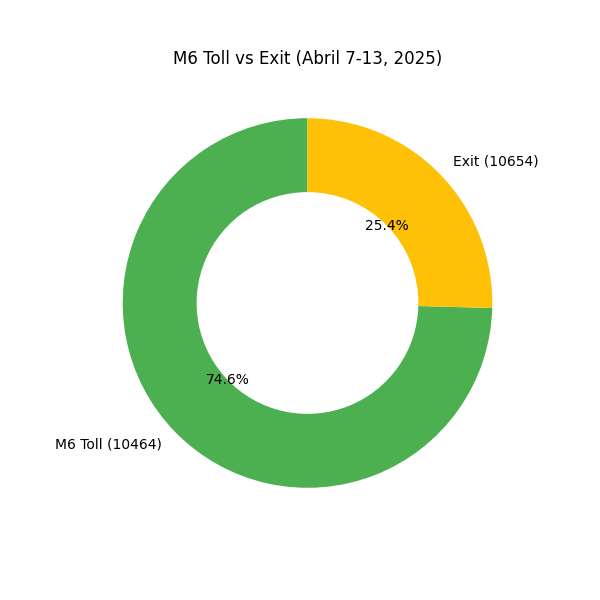 M6 Toll vs Exit (Abril 7-13, 2025)
Exit (10654)
25.4%
74.6%
M6 Toll (10464)